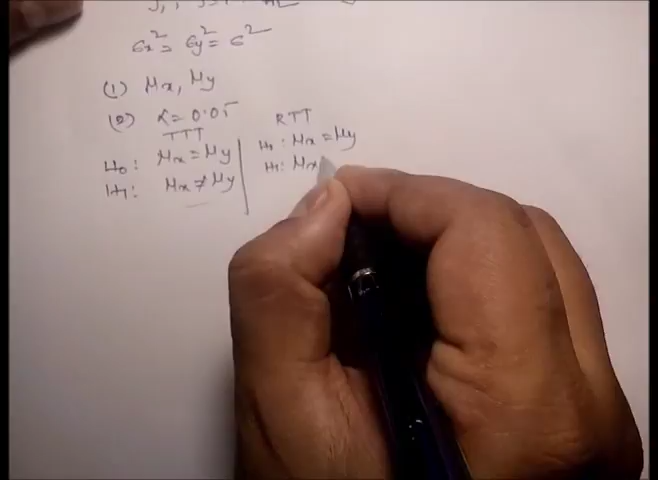 σx² = σy² = σ²
(1) μx, μy
(2) α = 0.05
TTT
H₀: μx = μy
H₁: μx ≠ μy
RTT
H₀: μx = μy
H₁: μx